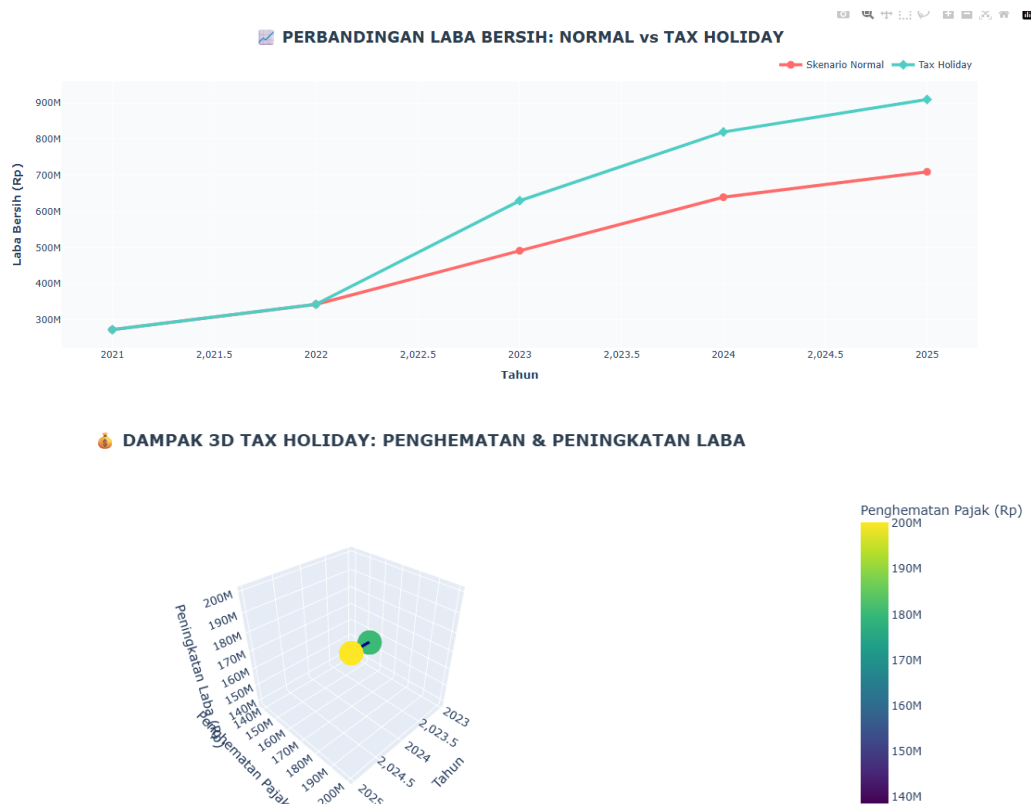 📈 PERBANDINGAN LABA BERSIH: NORMAL vs TAX HOLIDAY
Skenario Normal Tax Holiday
900M
800M
700M
600M
500M
400M
300M
Laba Bersih (Rp)
2021 2,021.5 2022 2,022.5 2023 2,023.5 2024 2,024.5 2025
Tahun
💰 DAMPAK 3D TAX HOLIDAY: PENGHEMATAN & PENINGKATAN LABA
Penghematan Pajak (Rp)
200M
190M
180M
170M
160M
150M
140M
Peningkatan Laba (Rp)
200M
190M
180M
170M
160M
150M
140M
Penghematan Pajak
140M
150M
160M
170M
180M
190M
200M
2023
2,023.5
2024
2,024.5
2025
Tahun